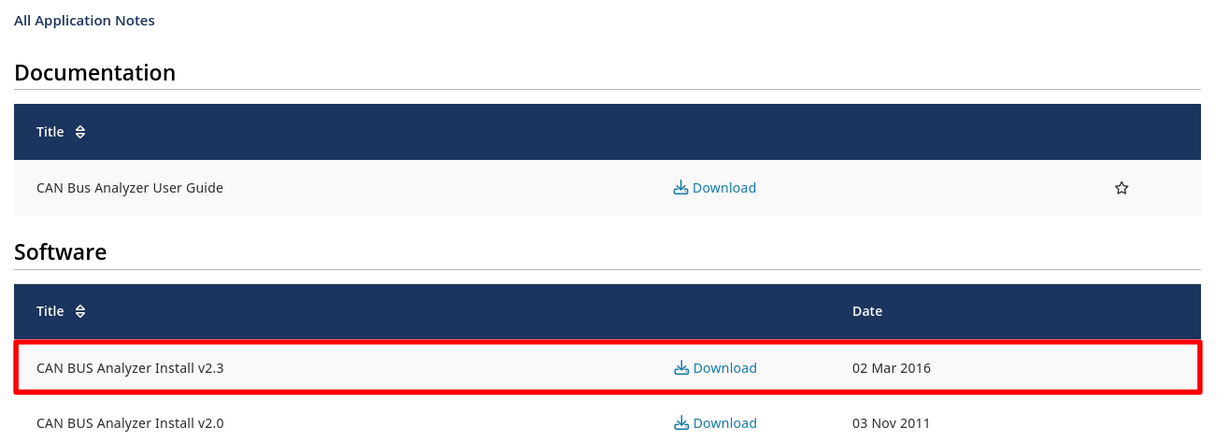 All Application Notes
Documentation
Title
CAN Bus Analyzer User Guide Download
Software
Title Date
CAN BUS Analyzer Install v2.3 Download 02 Mar 2016
CAN BUS Analyzer Install v2.0 Download 03 Nov 2011